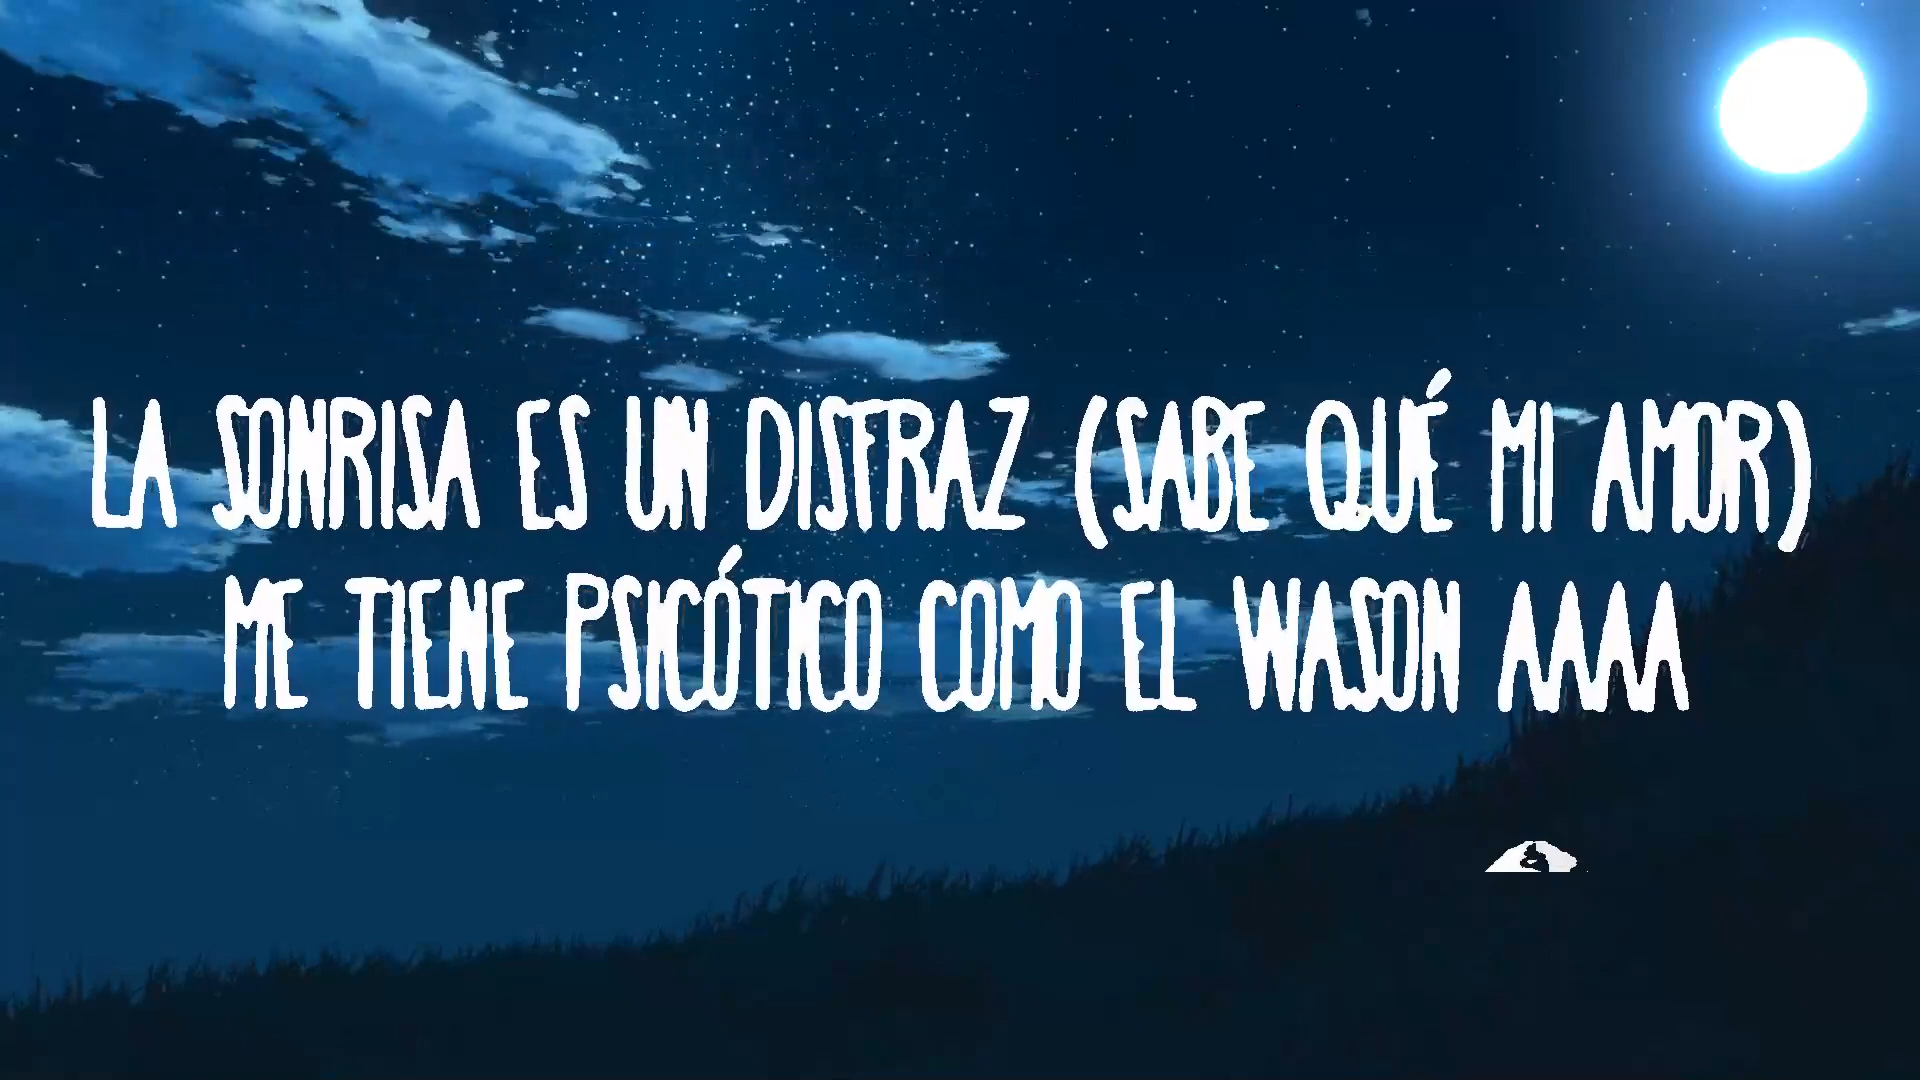 LA SONRISA ES UN DISFRAZ (SABE QUÉ MI AMOR)
ME TIENE PSICÓTICO COMO EL WASON AAAA